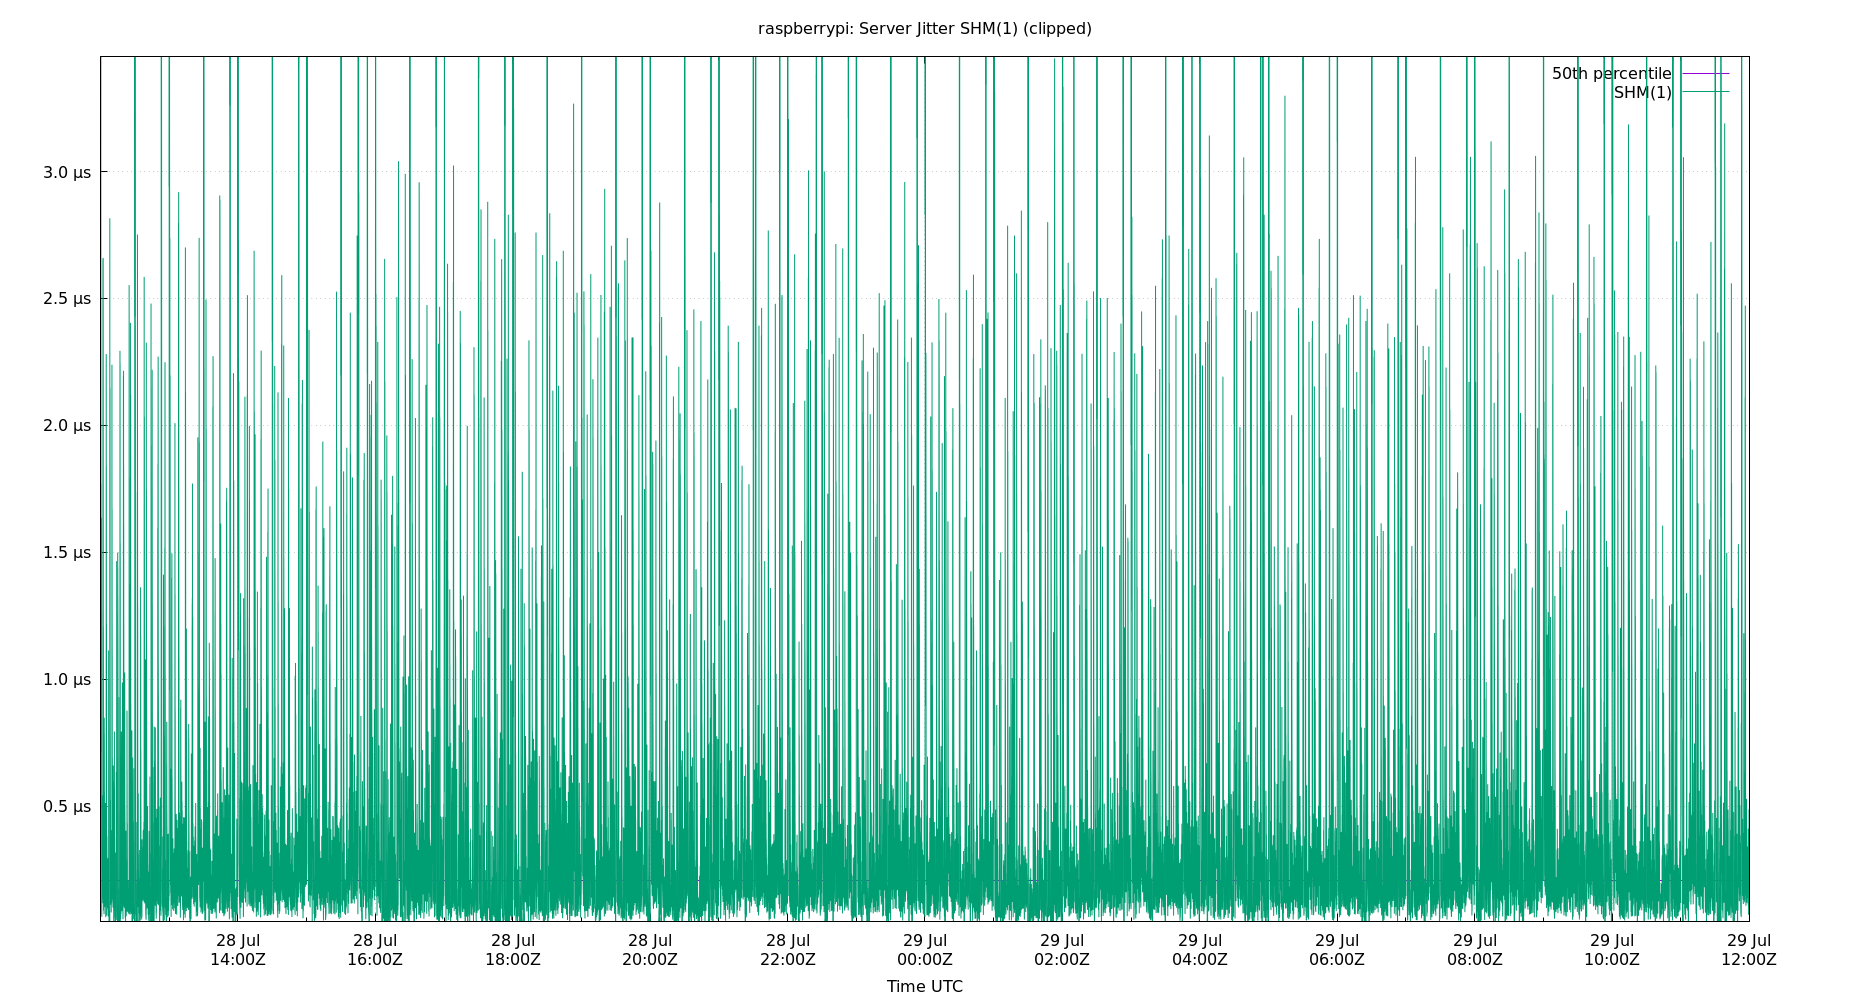 raspberrypi: Server Jitter SHM(1) (clipped)
50th percentile
SHM(1)
3.0 µs
2.5 µs
2.0 µs
1.5 µs
1.0 µs
0.5 µs
28 Jul 28 Jul 28 Jul 28 Jul 28 Jul 29 Jul 29 Jul 29 Jul 29 Jul 29 Jul 29 Jul 29 Jul
14:00Z 16:00Z 18:00Z 20:00Z 22:00Z 00:00Z 02:00Z 04:00Z 06:00Z 08:00Z 10:00Z 12:00Z
Time UTC